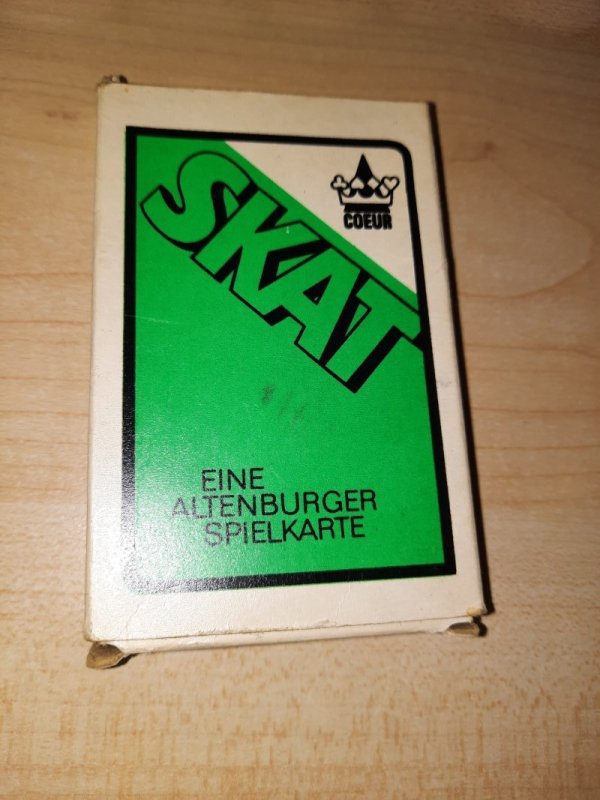 COEUR
SKAT
EINE
ALTENBURGER
SPIELKARTE